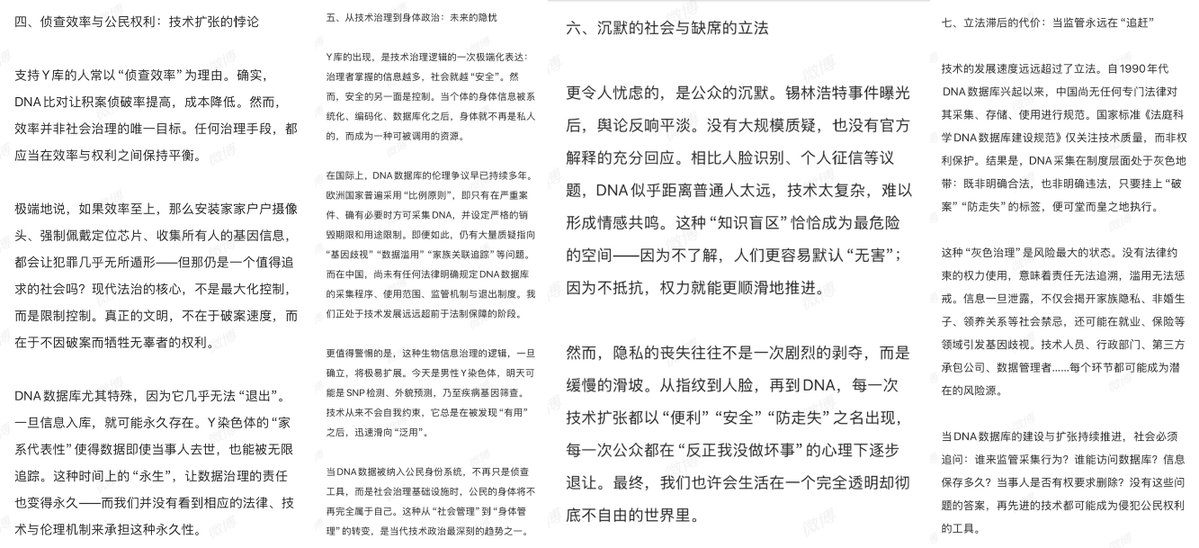 四、侦查效率与公民权利：技术扩张的悖论
支持Y库的人常以“侦查效率”为理由。确实，
DNA比对让积案侦破率提高，成本降低。然而，
效率并非社会治理的唯一目标。任何治理手段，都
应当在效率与权利之间保持平衡。
极端地说，如果效率至上，那么安装家家户户摄像
头、强制佩戴定位芯片、收集所有人的基因信息，
都会让犯罪几乎无所遁形——但那仍是一个值得追
求的社会吗？现代法治的核心，不是最大化控制，
而是限制控制。真正的文明，不在于破案速度，而
在于不因破案而牺牲无辜者的权利。
DNA数据库尤其特殊，因为它几乎无法“退出”。
一旦信息入库，就可能永久存在。Y染色体的“家
系代表性”使得数据即使当事人去世，也能被无限
追踪。这种时间上的“永生”，让数据治理的责任
也变得永久——而我们并没有看到相应的法律、技
术与伦理机制来承担这种永久性。
五、从技术治理到身体政治：未来的隐忧
Y库的出现，是技术治理逻辑的一次极端化表达：
治理者掌握的信息越多，社会就越“安全”。然
而，安全的另一面是控制。当个体的身体信息被系
统化、编码化、数据库化之后，身体就不再是私人
的，而成为一种可被调用的资源。
在国际上，DNA数据库的伦理争议早已持续多年。
欧洲国家普遍采用“比例原则”，即只有在严重案
件、确有必要时方可采集DNA，并设定严格的销
毁期限和用途限制。即便如此，仍有大量质疑指向
“基因歧视”“数据滥用”“家族关联追踪”等问题。
而在中国，尚未有任何法律明确规定DNA数据库
的采集程序、使用范围、监管机制与退出制度。我
们正处于技术发展远远超前于法制保障的阶段。
更值得警惕的是，这种生物信息治理的逻辑，一旦
确立，将极易扩展。今天是男性Y染色体，明天可
能是SNP检测、外貌预测，乃至疾病基因筛查。
技术从来不会自我约束，它总是在被发现“有用”
之后，迅速滑向“泛用”。
当DNA数据被纳入公民身份系统，不再只是侦查
工具，而是社会治理基础设施时，公民的身体将不
再完全属于自己。这种从“社会管理”到“身体管
理”的转变，是当代技术政治最深刻的趋势之一。
六、沉默的社会与缺席的立法
更令人忧虑的，是公众的沉默。锡林浩特事件曝光
后，舆论反响平淡。没有大规模质疑，也没有官方
解释的充分回应。相比人脸识别、个人征信等议
题，DNA似乎距离普通人太远，技术太复杂，难以
形成情感共鸣。这种“知识盲区”恰恰成为最危险
的空间——因为不了解，人们更容易默认“无害”；
因为不抵抗，权力就能更顺滑地推进。
然而，隐私的丧失往往不是一次剧烈的剥夺，而是
缓慢的滑坡。从指纹到人脸，再到DNA，每一次
技术扩张都以“便利”“安全”“防走失”之名出现，
每一次公众都在“反正我没做坏事”的心理下逐步
退让。最终，我们也许会生活在一个完全透明却彻
底不自由的世界里。
七、立法滞后的代价：当监管永远在“追赶”
技术的发展速度远远超过了立法。自1990年代
DNA数据库兴起以来，中国尚无任何专门法律对
其采集、存储、使用进行规范。国家标准《法庭科
学DNA数据库建设规范》仅关注技术质量，而非权
利保护。结果是，DNA采集在制度层面处于灰色地
带：既非明确合法，也非明确违法，只要挂上“破
案”“防走失”的标签，便可堂而皇之地执行。
这种“灰色治理”是风险最大的状态。没有法律约
束的权力使用，意味着责任无法追溯，滥用无法惩
戒。信息一旦泄露，不仅会揭开家族隐私、非婚生
子、领养关系等社会禁忌，还可能在就业、保险等
领域引发基因歧视。技术人员、行政部门、第三方
承包公司、数据管理者……每个环节都可能成为潜
在的风险源。
当DNA数据库的建设与扩张持续推进，社会必须
追问：谁来监管采集行为？谁能访问数据库？信息
保存多久？当事人是否有权要求删除？没有这些问
题的答案，再先进的技术都可能成为侵犯公民权利
的工具。